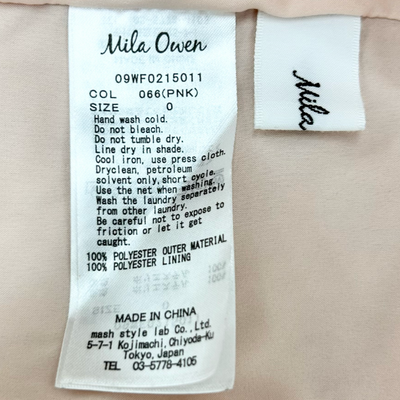 Mila Owen
09WF0215011
COL 066(PNK)
SIZE 0
Hand wash cold.
Do not bleach.
Do not tumble dry.
Line dry in shade.
Cool iron, use press cloth.
Dryclean, petroleum
solvent only,short cycle.
Use the net when washing.
Wash the laundry separately
from other laundry.
Be careful not to expose to
friction or let it get
caught.
100% POLYESTER OUTER MATERIAL
100% POLYESTER LINING
MADE IN CHINA
mash style lab Co.,Ltd.
5-7-1 Kojimachi,Chiyoda-Ku
Tokyo,Japan
TEL 03-5778-4105
Mila